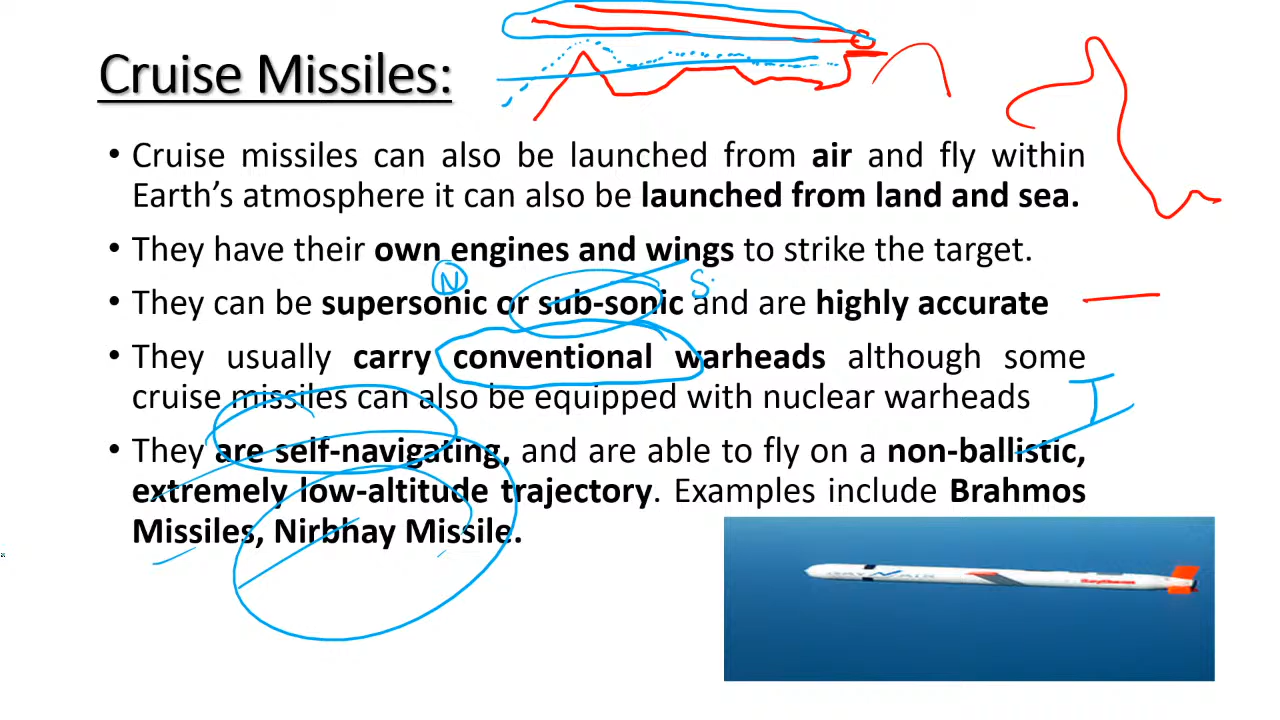 Cruise Missiles:
• Cruise missiles can also be launched from air and fly within
Earth’s atmosphere it can also be launched from land and sea.
• They have their own engines and wings to strike the target.
N
S
• They can be supersonic or sub-sonic and are highly accurate
• They usually carry conventional warheads although some
cruise missiles can also be equipped with nuclear warheads
• They are self-navigating, and are able to fly on a non-ballistic,
extremely low-altitude trajectory. Examples include Brahmos
Missiles, Nirbhay Missile.